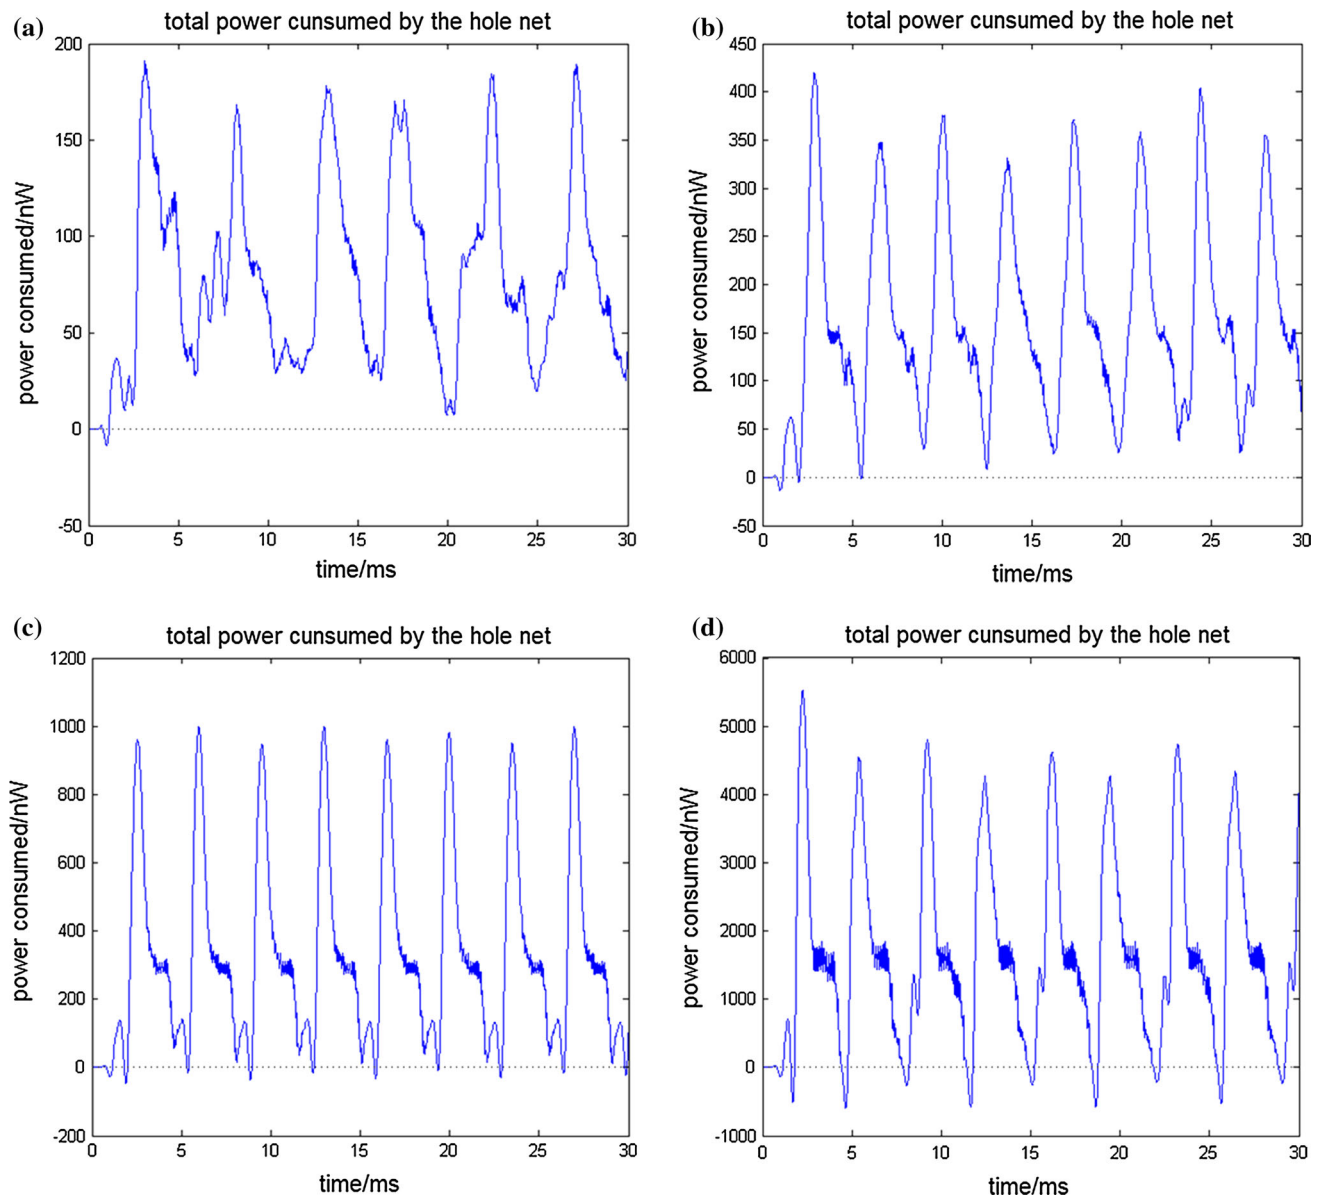 (a)
total power cunsumed by the hole net
200
150
100
50
0
-50
0 5 10 15 20 25 30
power consumed/nW
time/ms
(b)
total power cunsumed by the hole net
450
400
350
300
250
200
150
100
50
0
-50
0 5 10 15 20 25 30
power consumed/nW
time/ms
(c)
total power cunsumed by the hole net
1200
1000
800
600
400
200
0
-200
0 5 10 15 20 25 30
power consumed/nW
time/ms
(d)
total power cunsumed by the hole net
6000
5000
4000
3000
2000
1000
0
-1000
0 5 10 15 20 25 30
power consumed/nW
time/ms